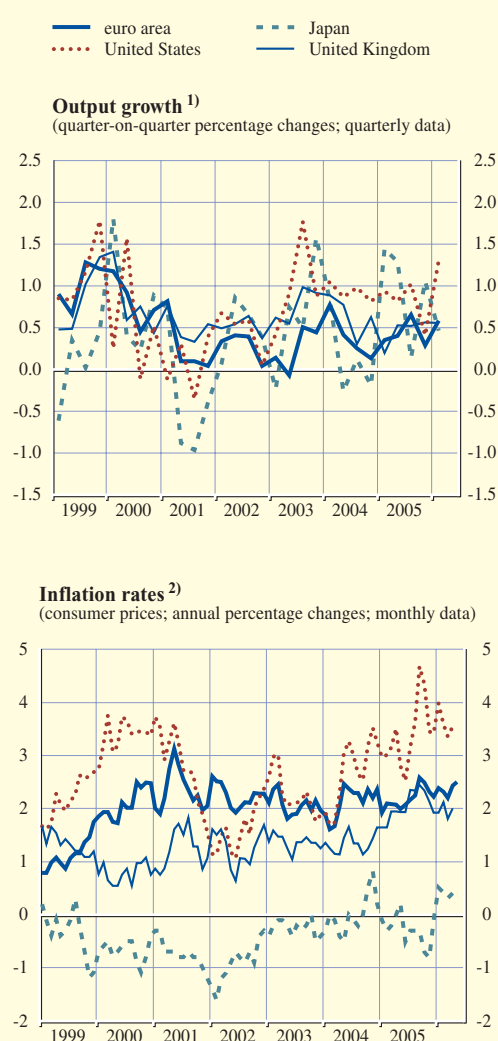 euro area
Japan
United States
United Kingdom
Output growth 1)
(quarter-on-quarter percentage changes; quarterly data)
2.5 2.5
2.0 2.0
1.5 1.5
1.0 1.0
0.5 0.5
0.0 0.0
-0.5 -0.5
-1.0 -1.0
-1.5 -1.5
1999 2000 2001 2002 2003 2004 2005
Inflation rates 2)
(consumer prices; annual percentage changes; monthly data)
5 5
4 4
3 3
2 2
1 1
0 0
-1 -1
-2 -2
1999 2000 2001 2002 2003 2004 2005